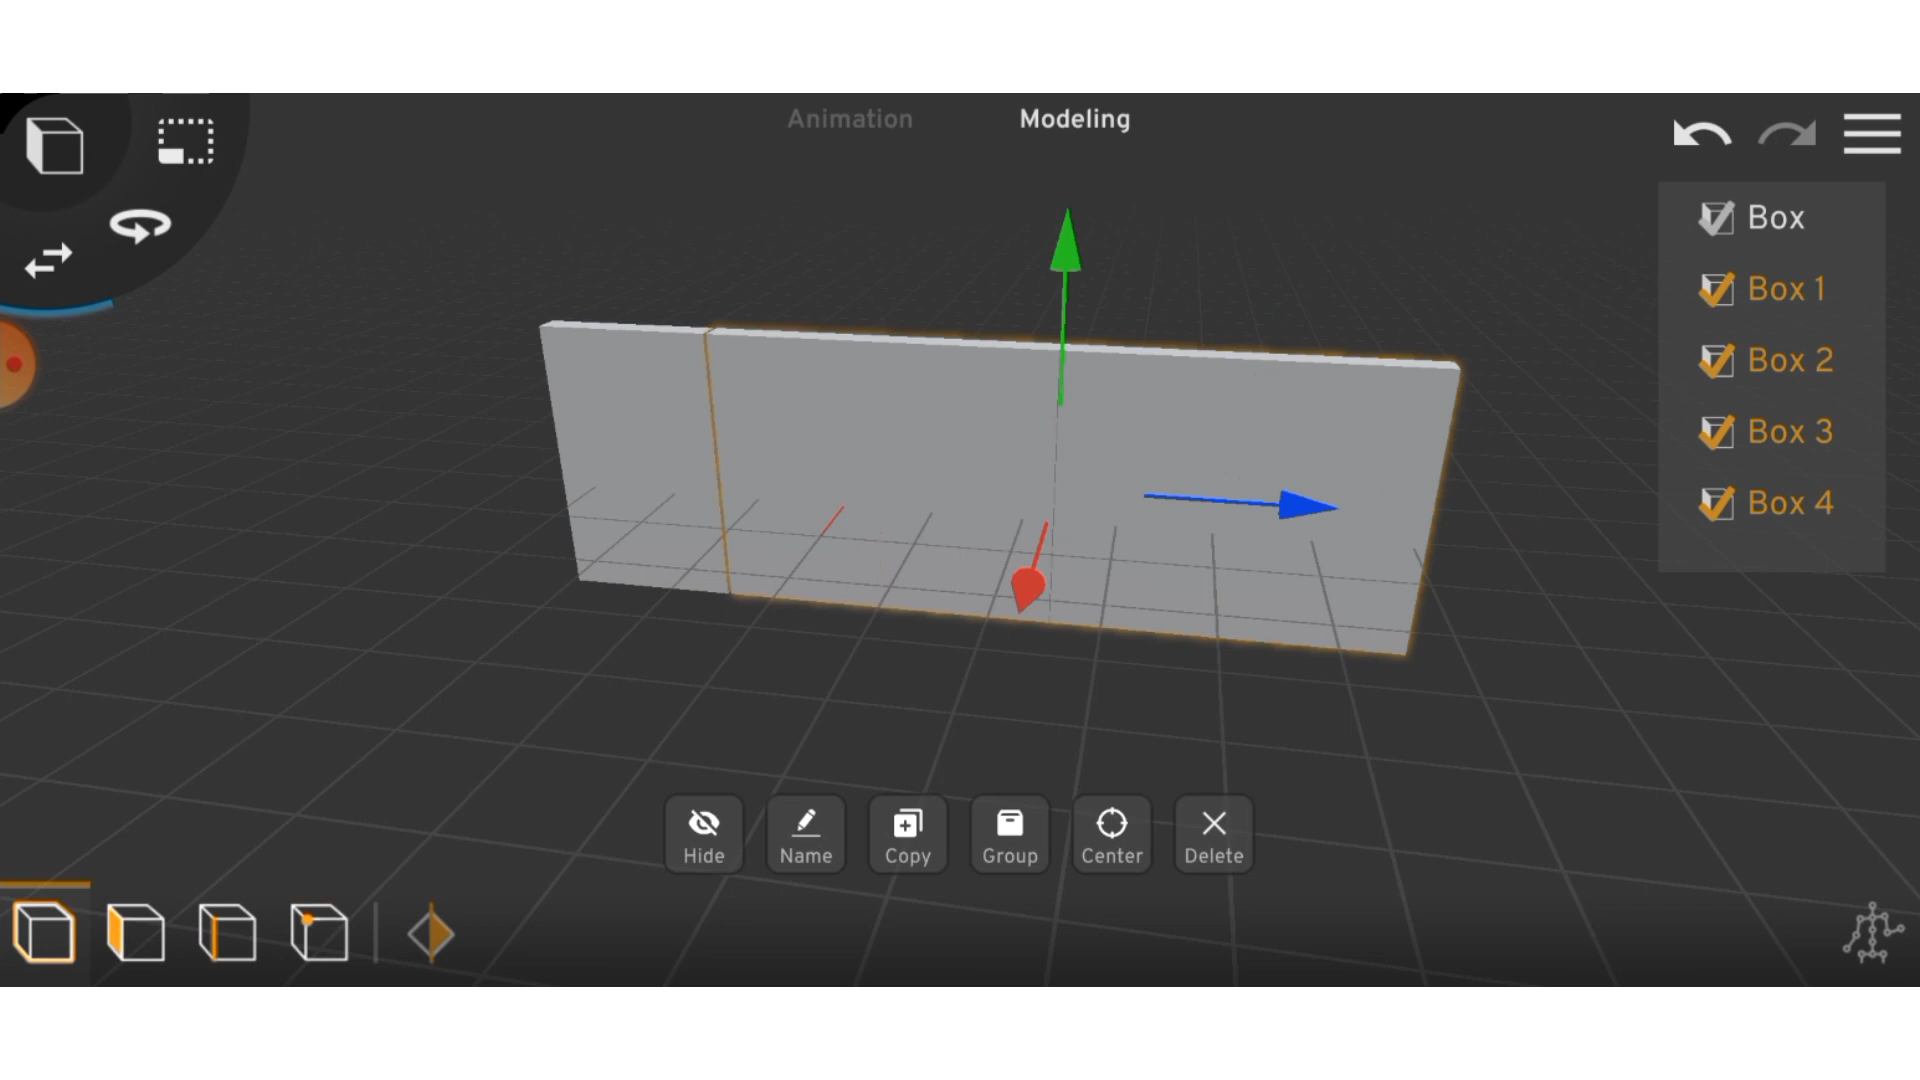 Animation
Modeling
Box
Box 1
Box 2
Box 3
Box 4
Hide
Name
Copy
Group
Center
Delete